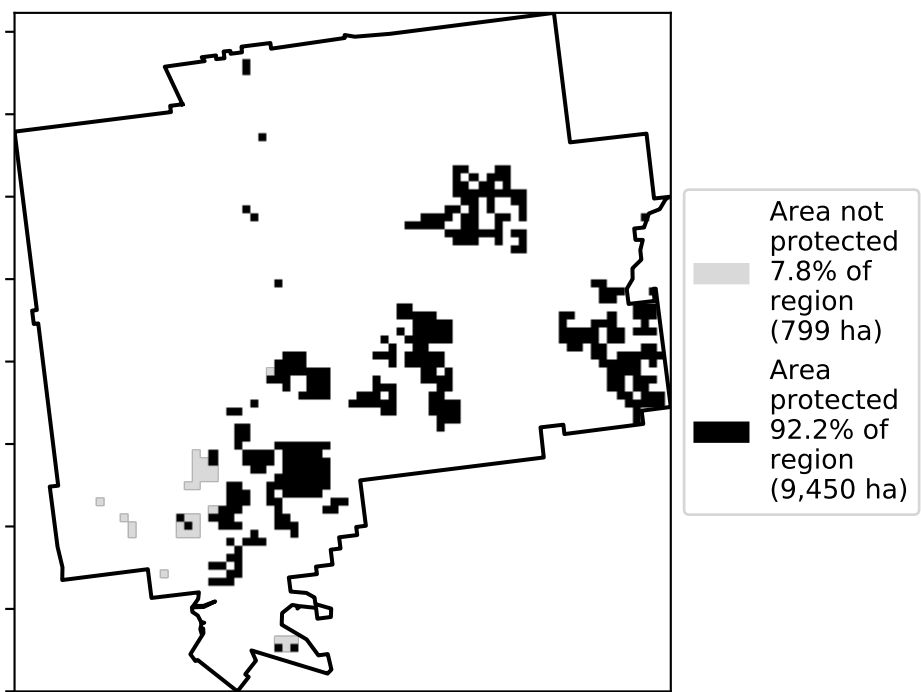 Area not
protected
7.8% of
region
(799 ha)
Area
protected
92.2% of
region
(9,450 ha)